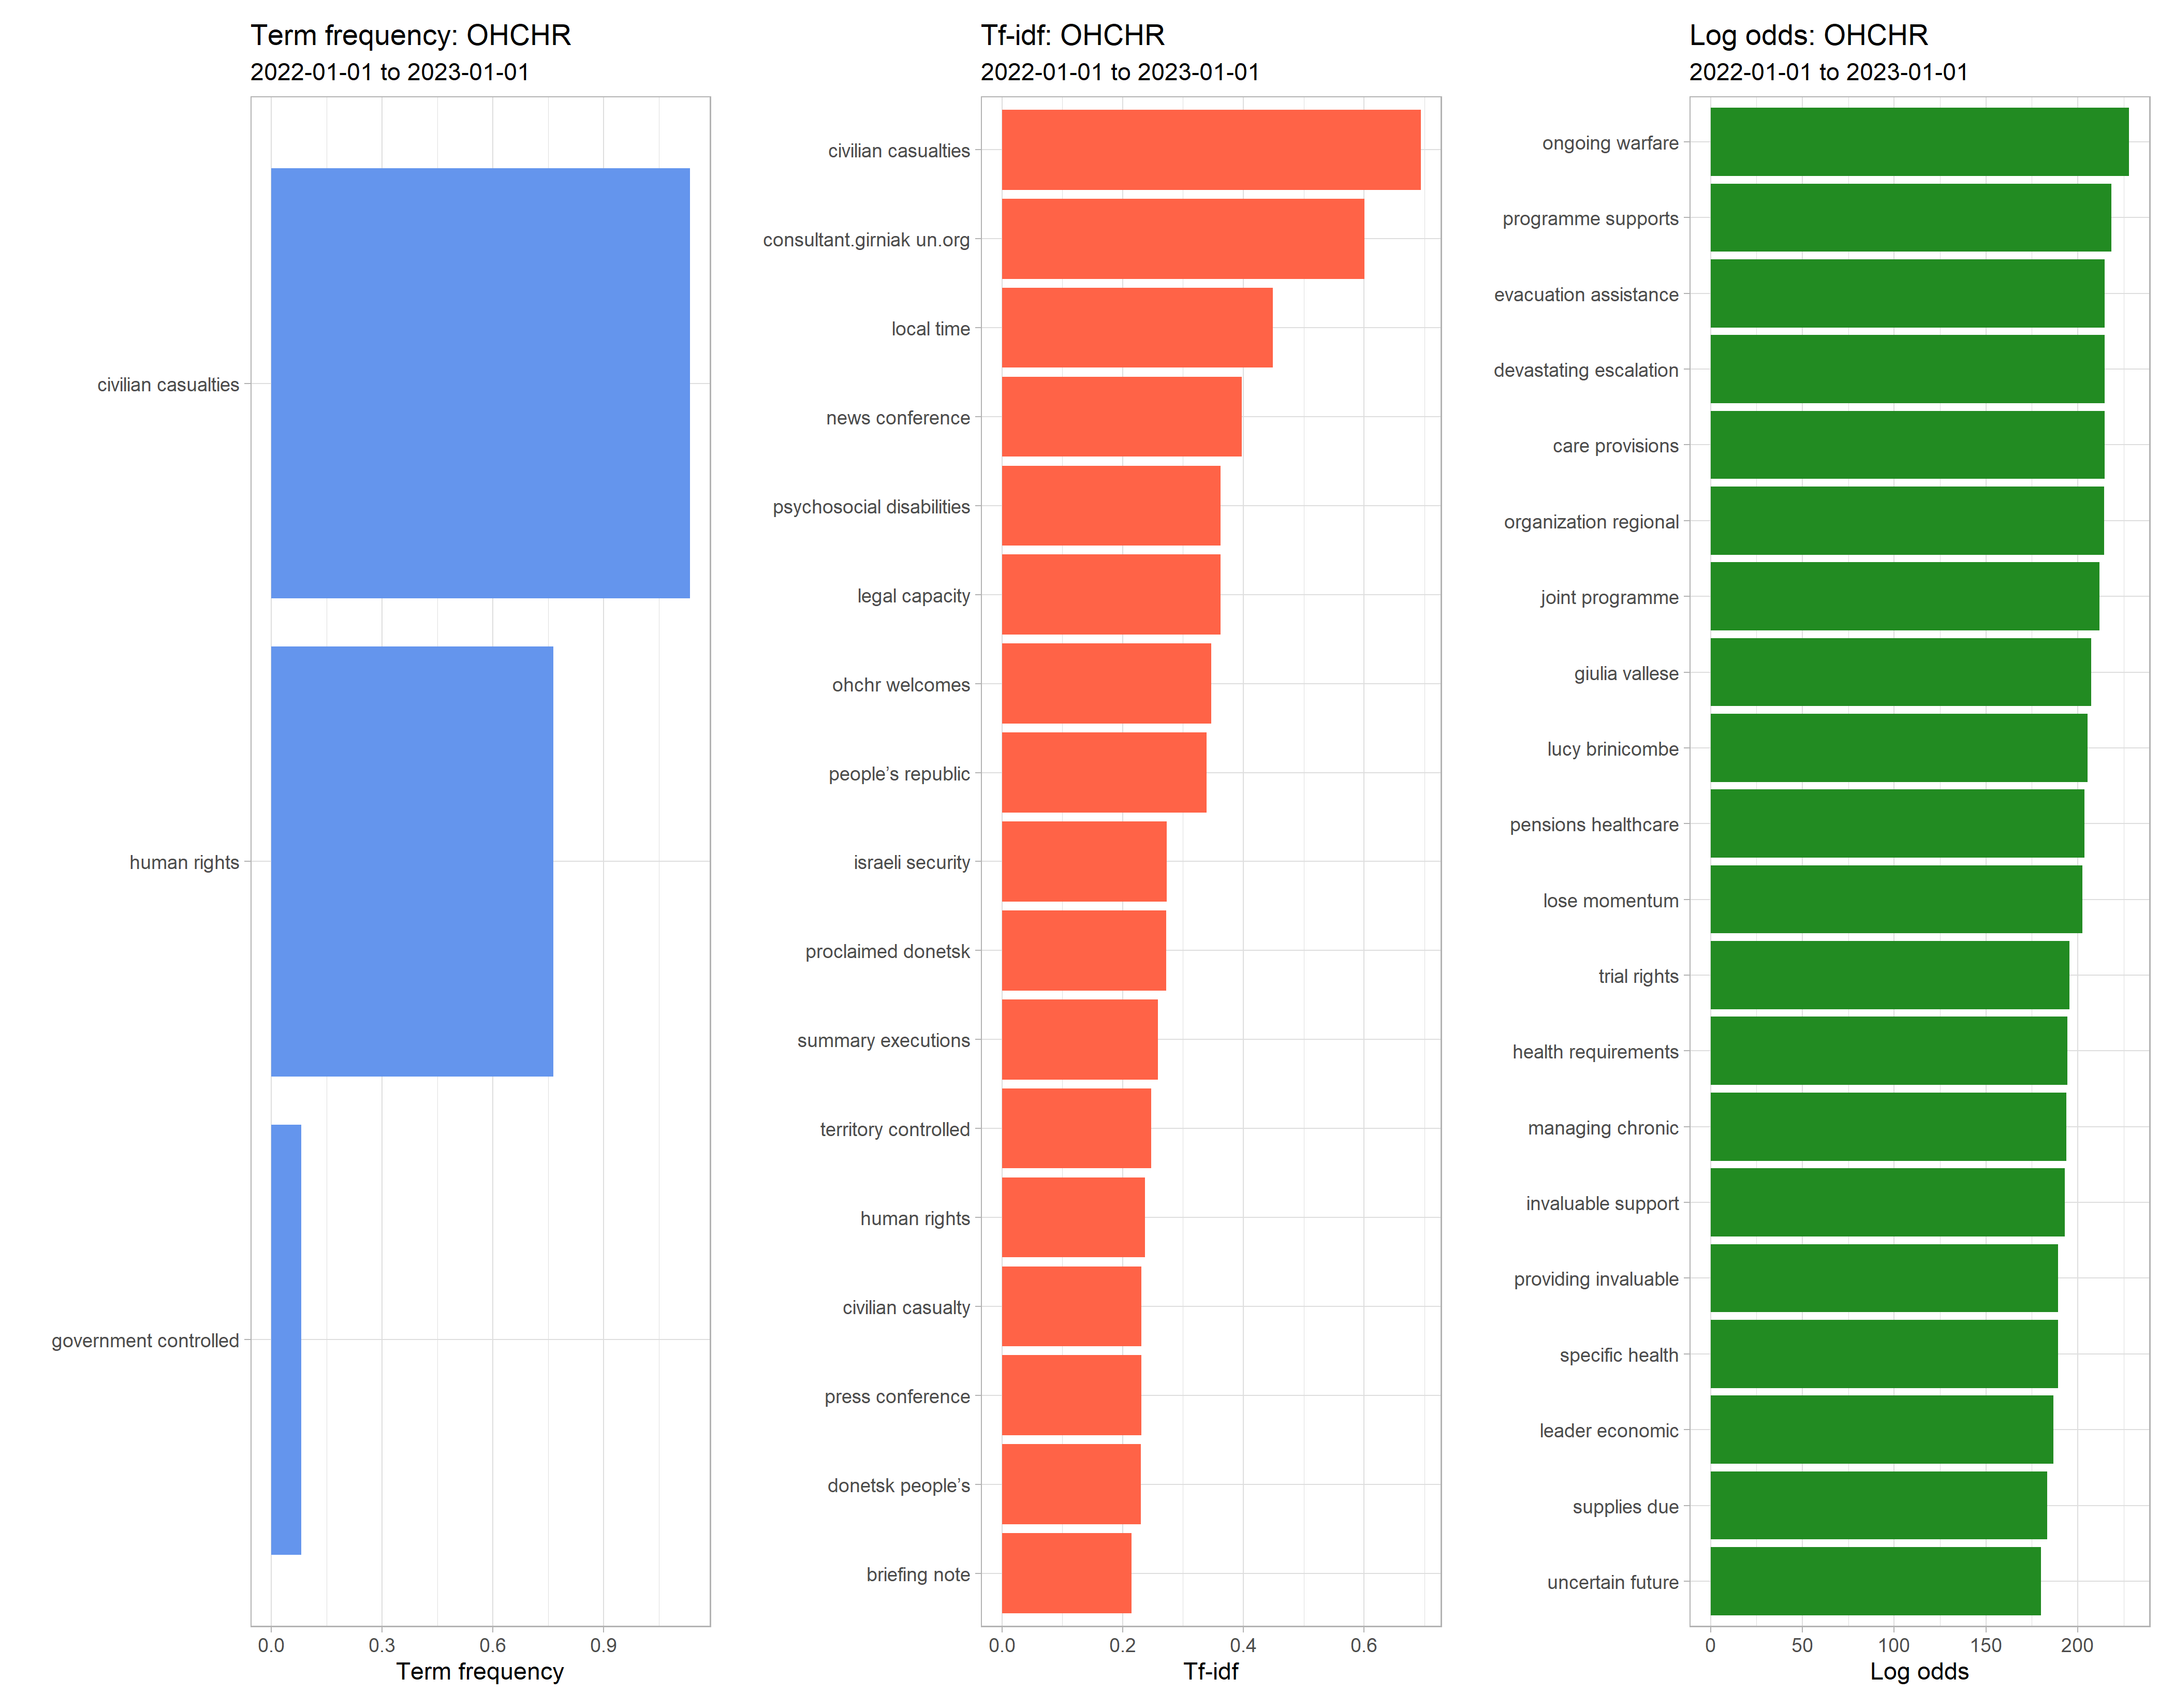 Term frequency: OHCHR
2022-01-01 to 2023-01-01
civilian casualties
human rights
government controlled
0.0 0.3 0.6 0.9
Term frequency
Tf-idf: OHCHR
2022-01-01 to 2023-01-01
civilian casualties
consultant.girniak un.org
local time
news conference
psychosocial disabilities
legal capacity
ohchr welcomes
people’s republic
israeli security
proclaimed donetsk
summary executions
territory controlled
human rights
civilian casualty
press conference
donetsk people’s
briefing note
0.0 0.2 0.4 0.6
Tf-idf
Log odds: OHCHR
2022-01-01 to 2023-01-01
ongoing warfare
programme supports
evacuation assistance
devastating escalation
care provisions
organization regional
joint programme
giulia vallese
lucy brinicombe
pensions healthcare
lose momentum
trial rights
health requirements
managing chronic
invaluable support
providing invaluable
specific health
leader economic
supplies due
uncertain future
0 50 100 150 200
Log odds